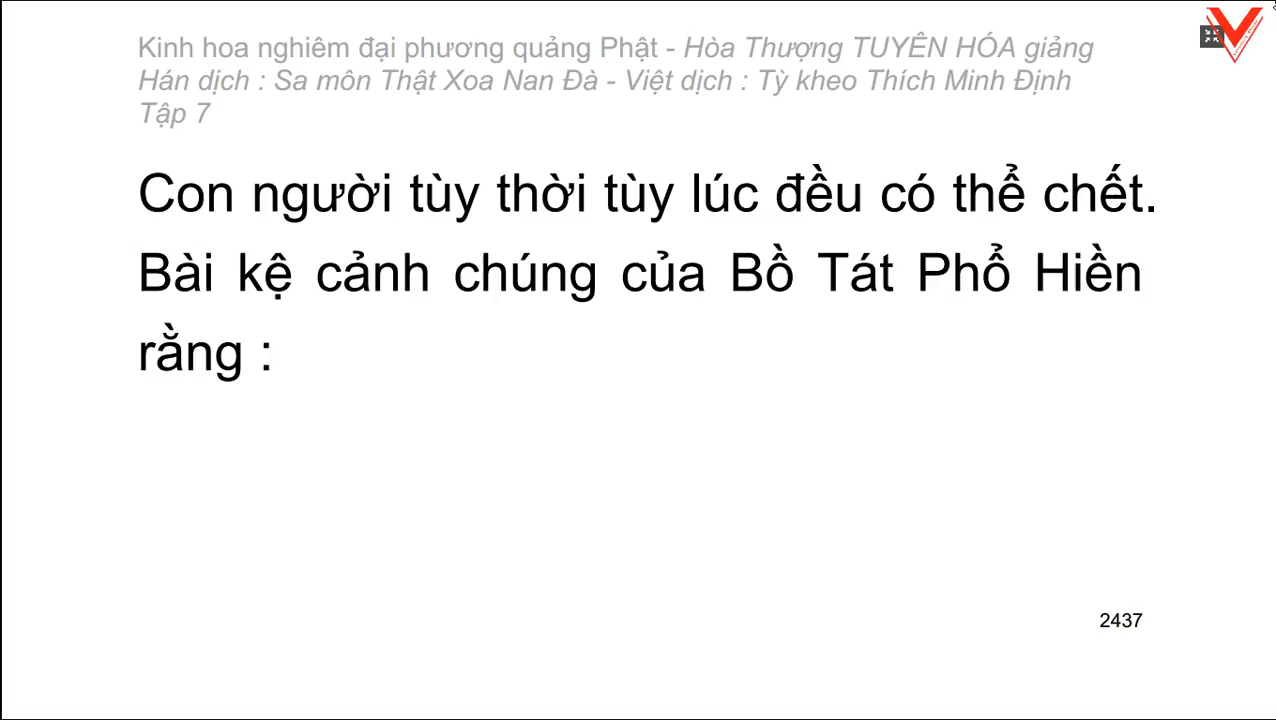 Kinh hoa nghiêm đại phương quảng Phật - Hòa Thượng TUYÊN HÓA giảng
Hán dịch : Sa môn Thật Xoa Nan Đà - Việt dịch : Tỳ kheo Thích Minh Định
Tập 7
Con người tùy thời tùy lúc đều có thể chết.
Bài kệ cảnh chúng của Bồ Tát Phổ Hiền
rằng :
2437